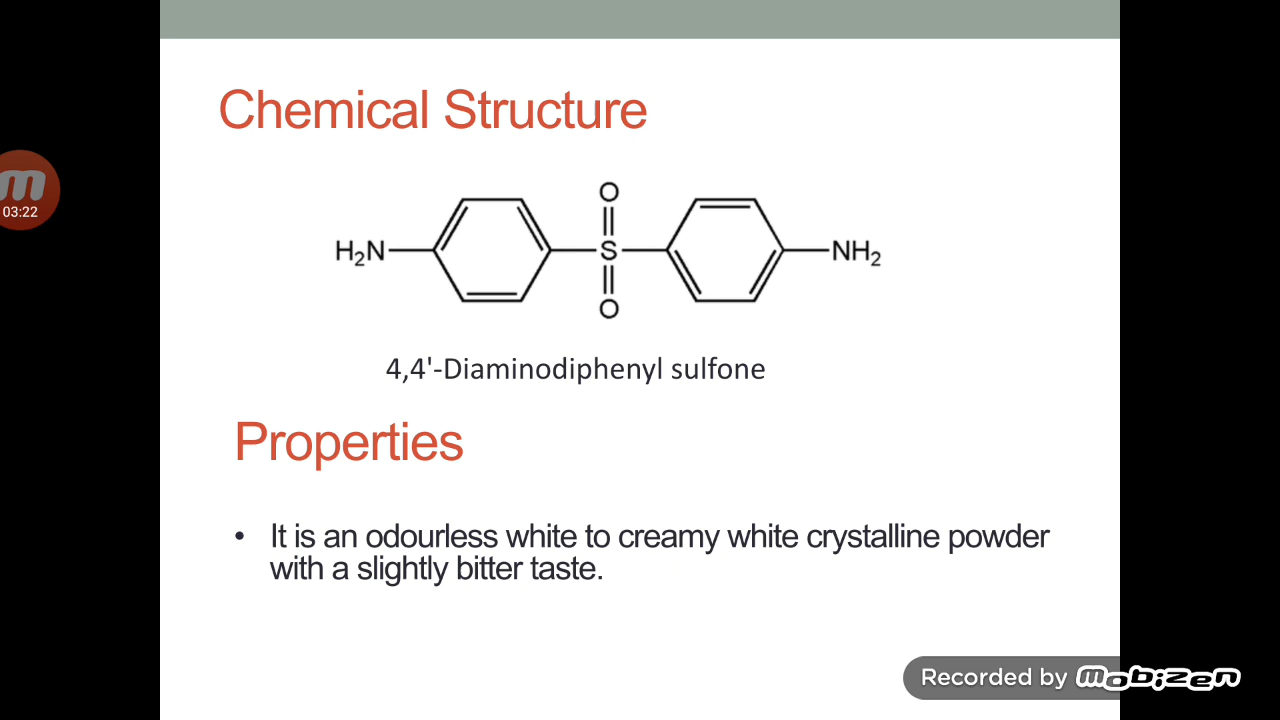 Chemical Structure
O
H₂N S NH₂
O
4,4'-Diaminodiphenyl sulfone
Properties
• It is an odourless white to creamy white crystalline powder
with a slightly bitter taste.
m
03:22
Recorded by mobizen